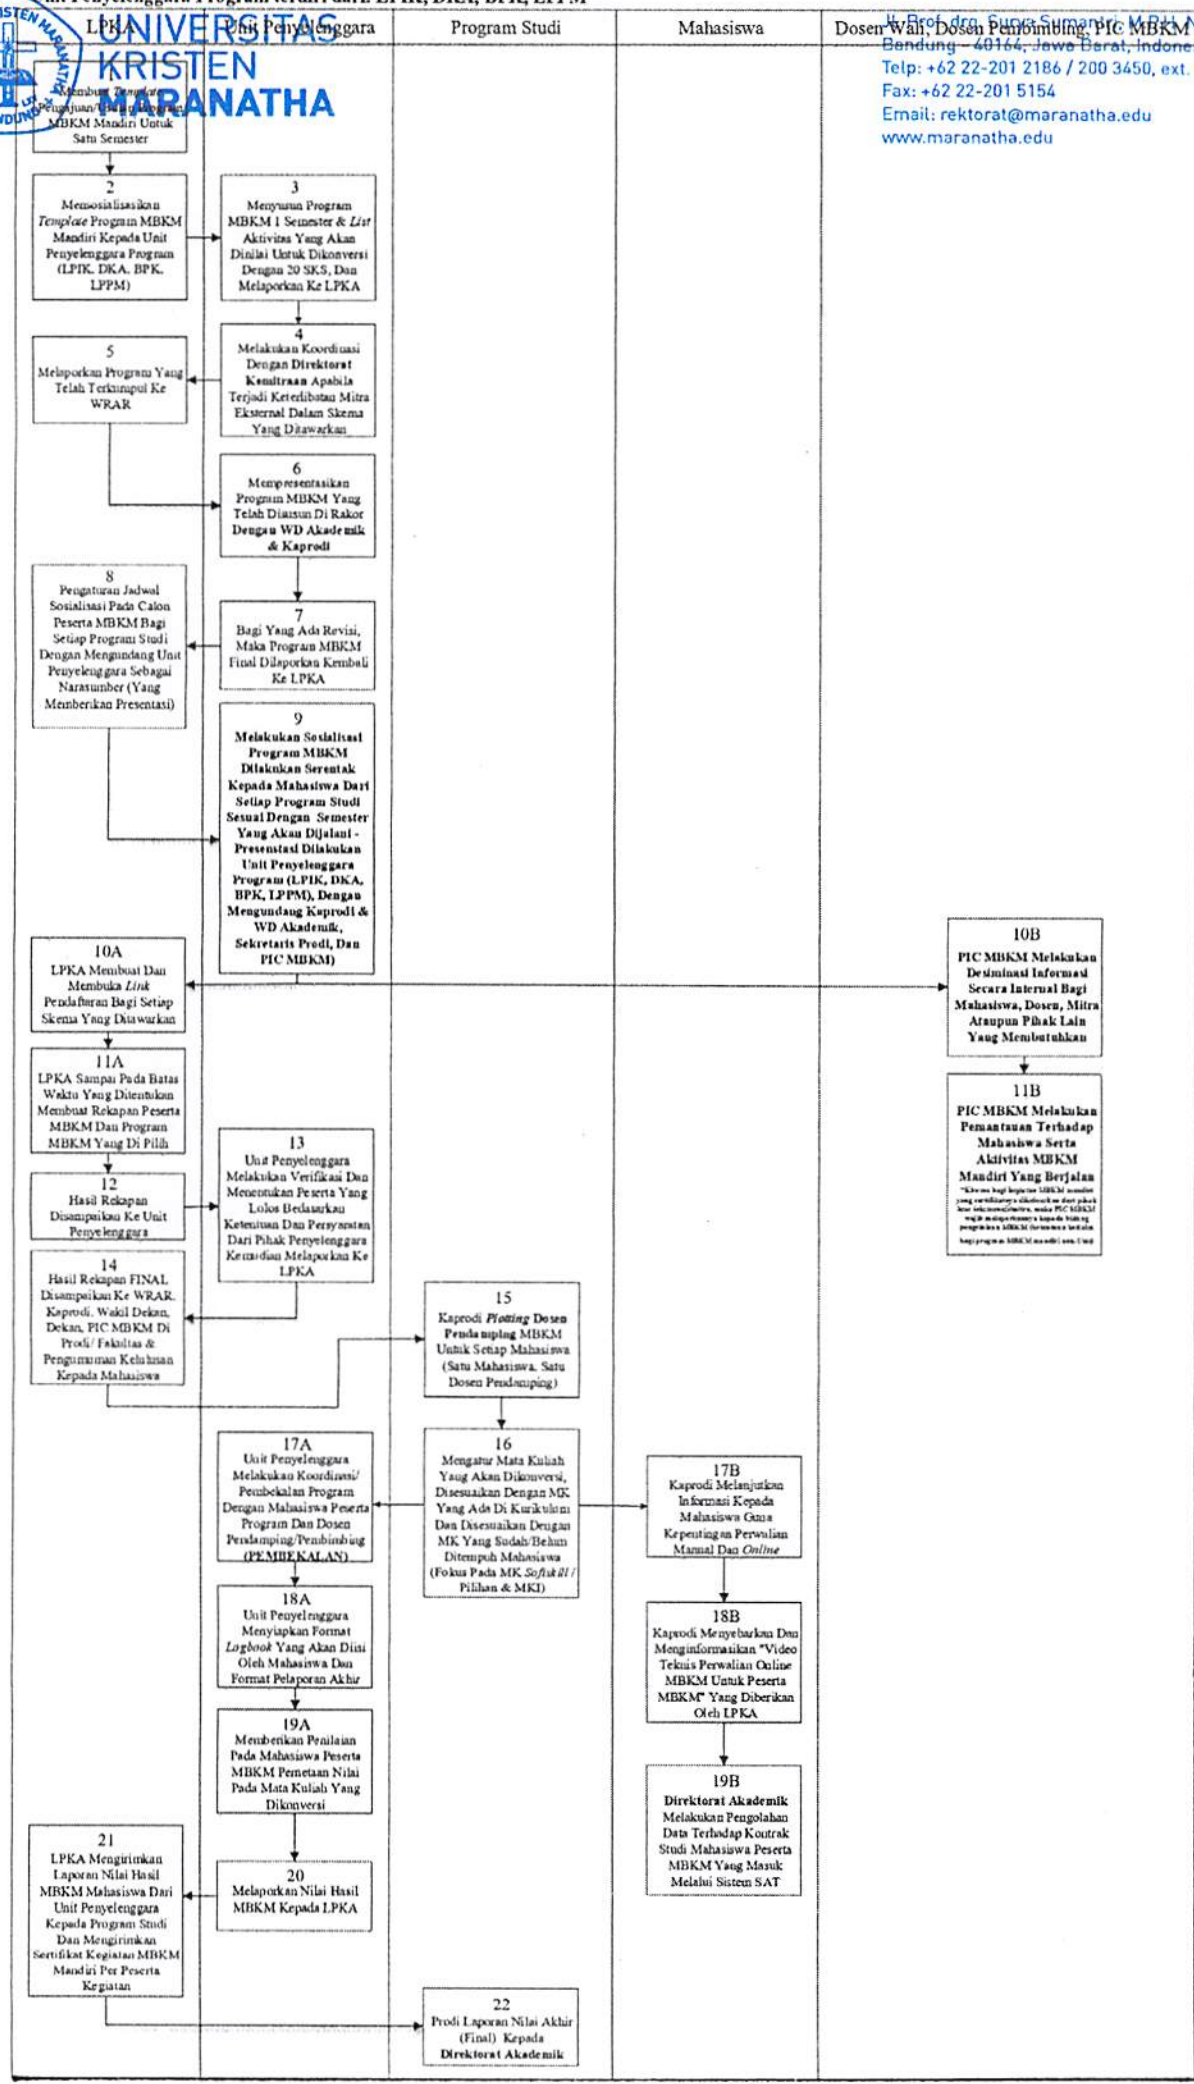 Penyelenggara Program terdiri dari: LPIK, DKA, BPK, LPPM
UNIVERSITAS
KRISTEN
MARANATHA
Bandung - 40164, Jawa Barat, Indone
Telp: +62 22-201 2186 / 200 3450, ext.
Fax: +62 22-201 5154
Email: rektorat@maranatha.edu
www.maranatha.edu
LPKA
Unit Penyelenggara
Program Studi
Mahasiswa
Dosen Wali, Dosen Pembimbing, PIC MBKM
Membuat Template
Pengajuan/Usulan Program
MBKM Mandiri Untuk
Satu Semester
2
Mensosialisasikan
Template Program MBKM
Mandiri Kepada Unit
Penyelenggara Program
(LPIK, DKA, BPK,
LPPM)
3
Menyusun Program
MBKM 1 Semester & List
Aktivitas Yang Akan
Dinilai Untuk Dikonversi
Dengan 20 SKS, Dan
Melaporkan Ke LPKA
4
Melakukan Koordinasi
Dengan Direktorat
Kemitraan Apabila
Terjadi Keterlibatan Mitra
Eksternal Dalam Skema
Yang Ditawarkan
5
Melaporkan Program Yang
Telah Terkumpul Ke
WRAR
6
Mempresentasikan
Program MBKM Yang
Telah Disusun Di Rakor
Dengan WD Akademik
& Kaprodi
7
Bagi Yang Ada Revisi,
Maka Program MBKM
Final Dilaporkan Kembali
Ke LPKA
8
Pengaturan Jadwal
Sosialisasi Pada Calon
Peserta MBKM Bagi
Setiap Program Studi
Dengan Mengundang Unit
Penyelenggara Sebagai
Narasumber (Yang
Memberikan Presentasi)
9
Melakukan Sosialisasi
Program MBKM
Dilakukan Serentak
Kepada Mahasiswa Dari
Setiap Program Studi
Sesuai Dengan Semester
Yang Akan Dijalani -
Presenstasi Dilakukan
Unit Penyelenggara
Program (LPIK, DKA,
BPK, LPPM), Dengan
Mengundang Kaprodi &
WD Akademik,
Sekretaris Prodi, Dan
PIC MBKM)
10A
LPKA Membuat Dan
Membuka Link
Pendaftaran Bagi Setiap
Skema Yang Ditawarkan
10B
PIC MBKM Melakukan
Desiminasi Informasi
Secara Internal Bagi
Mahasiswa, Dosen, Mitra
Ataupun Pihak Lain
Yang Membutuhkan
11A
LPKA Sampai Pada Batas
Waktu Yang Ditentukan
Membuat Rekapan Peserta
MBKM Dan Program
MBKM Yang Di Pilih
11B
PIC MBKM Melakukan
Pemantauan Terhadap
Mahasiswa Serta
Aktivitas MBKM
Mandiri Yang Berjalan
12
Hasil Rekapan
Disampaikan Ke Unit
Penyelenggara
13
Unit Penyelenggara
Melakukan Verifikasi Dan
Menentukan Peserta Yang
Lolos Bedasarkan
Ketentuan Dan Persyaratan
Dari Pihak Penyelenggara
Kemudian Melaporkan Ke
LPKA
14
Hasil Rekapan FINAL
Disampaikan Ke WRAR,
Kaprodi, Wakil Dekan,
Dekan, PIC MBKM Di
Prodi/ Fakultas &
Pengumuman Kelulusan
Kepada Mahasiswa
15
Kaprodi Plotting Dosen
Pendamping MBKM
Untuk Setiap Mahasiswa
(Satu Mahasiswa, Satu
Dosen Pendamping)
16
Mengatur Mata Kuliah
Yang Akan Dikonversi,
Disesuaikan Dengan MK
Yang Ada Di Kurikulum
Dan Disesuaikan Dengan
MK Yang Sudah/Belum
Ditempuh Mahasiswa
(Fokus Pada MK Softskill /
Pilihan & MKI)
17A
Unit Penyelenggara
Melakukan Koordinasi/
Pembekalan Program
Dengan Mahasiswa Peserta
Program Dan Dosen
Pendamping/Pembimbing
(PEMBEKALAN)
17B
Kaprodi Melanjutkan
Informasi Kepada
Mahasiswa Guna
Kepentingan Perwalian
Manual Dan Online
18A
Unit Penyelenggara
Menyiapkan Format
Logbook Yang Akan Diisi
Oleh Mahasiswa Dan
Format Pelaporan Akhir
18B
Kaprodi Menyebarkan Dan
Menginformasikan "Video
Teknis Perwalian Online
MBKM Untuk Peserta
MBKM" Yang Diberikan
Oleh LPKA
19A
Memberikan Penilaian
Pada Mahasiswa Peserta
MBKM Pemetaan Nilai
Pada Mata Kuliah Yang
Dikonversi
19B
Direktorat Akademik
Melakukan Pengolahan
Data Terhadap Kontrak
Studi Mahasiswa Peserta
MBKM Yang Masuk
Melalui Sistem SAT
20
Melaporkan Nilai Hasil
MBKM Kepada LPKA
21
LPKA Mengirimkan
Laporan Nilai Hasil
MBKM Mahasiswa Dari
Unit Penyelenggara
Kepada Program Studi
Dan Mengirimkan
Sertifikat Kegiatan MBKM
Mandiri Per Peserta
Kegiatan
22
Prodi Laporan Nilai Akhir
(Final) Kepada
Direktorat Akademik